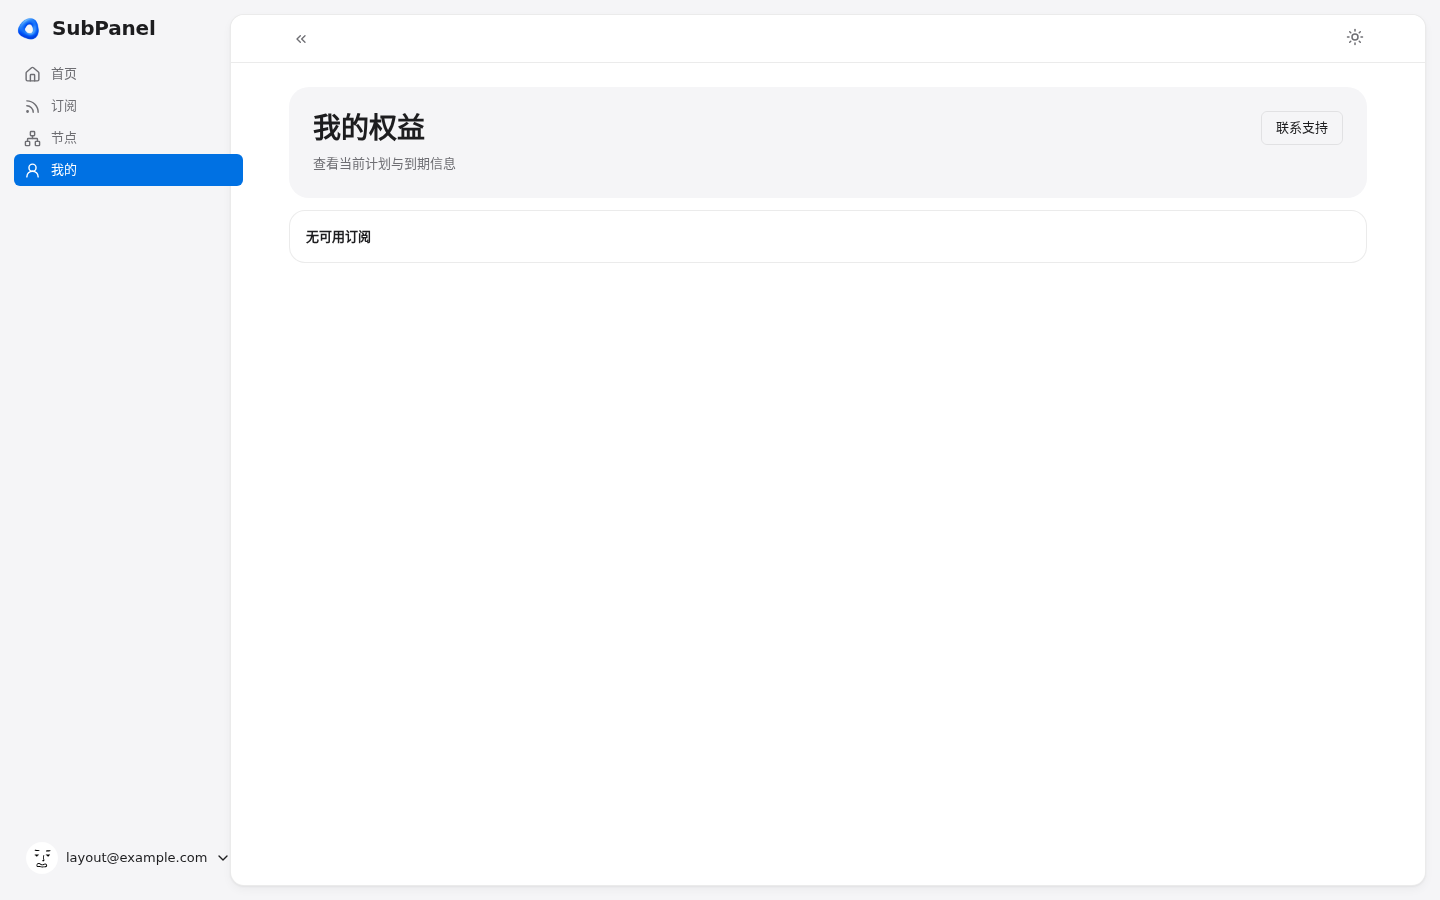 SubPanel
首页
订阅
节点
我的
我的权益
查看当前计划与到期信息
联系支持
无可用订阅
layout@example.com